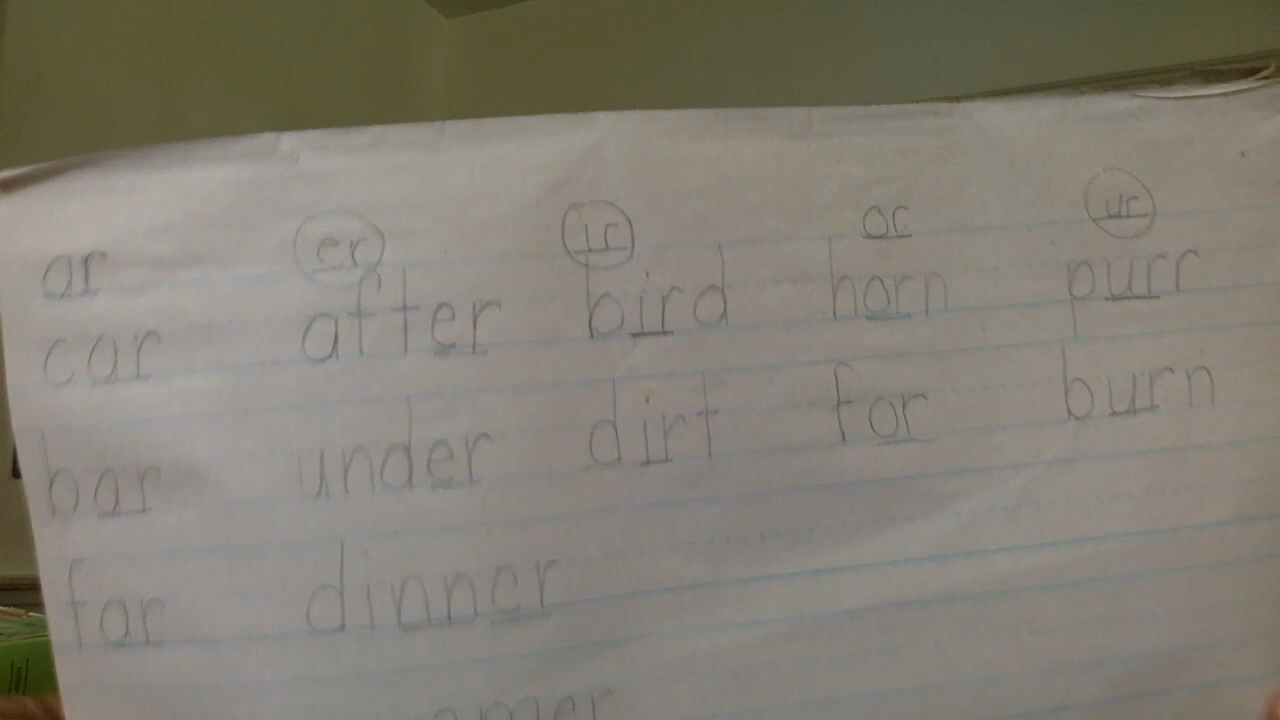 ar er ir or ur
car after bird horn purr
bar under dirt for burn
far dinner